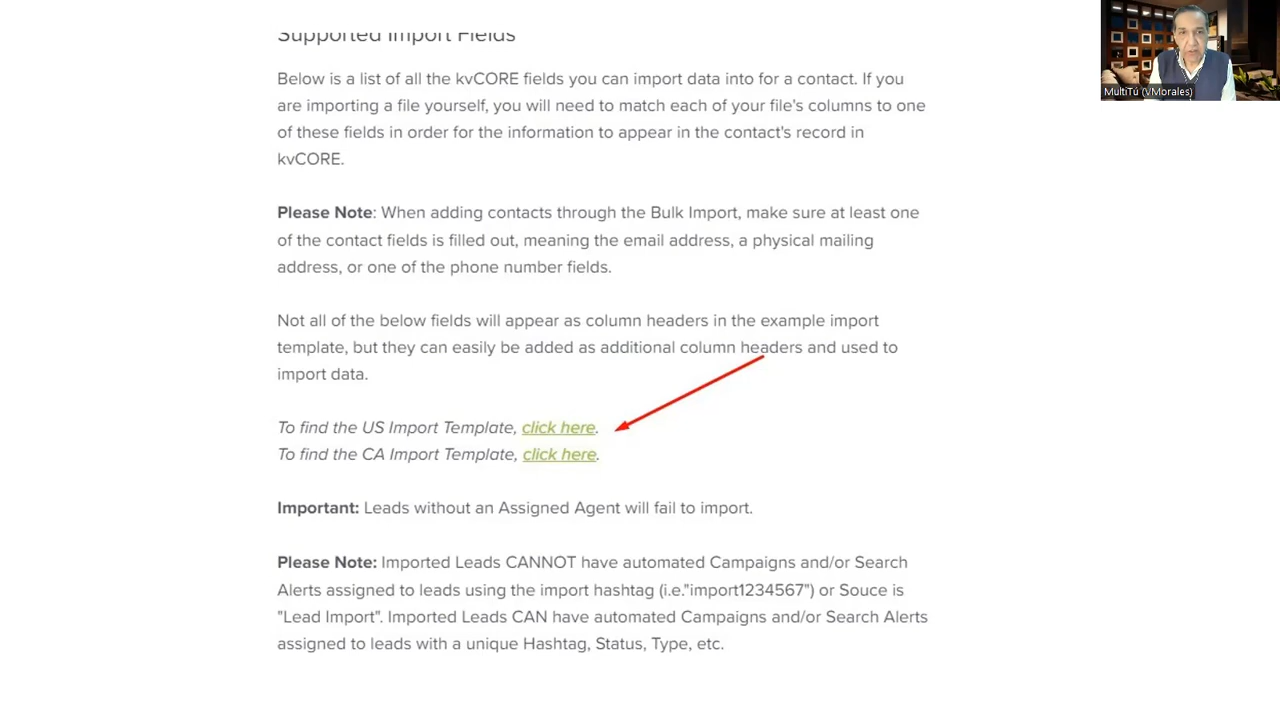 Supported Import Fields
MultiTú (VMorales)
Below is a list of all the kvCORE fields you can import data into for a contact. If you
are importing a file yourself, you will need to match each of your file's columns to one
of these fields in order for the information to appear in the contact's record in
kvCORE.
Please Note: When adding contacts through the Bulk Import, make sure at least one
of the contact fields is filled out, meaning the email address, a physical mailing
address, or one of the phone number fields.
Not all of the below fields will appear as column headers in the example import
template, but they can easily be added as additional column headers and used to
import data.
To find the US Import Template, click here.
To find the CA Import Template, click here.
Important: Leads without an Assigned Agent will fail to import.
Please Note: Imported Leads CANNOT have automated Campaigns and/or Search
Alerts assigned to leads using the import hashtag (i.e."import1234567") or Souce is
"Lead Import". Imported Leads CAN have automated Campaigns and/or Search Alerts
assigned to leads with a unique Hashtag, Status, Type, etc.